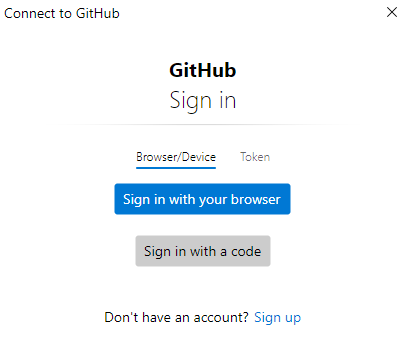 Connect to GitHub
GitHub
Sign in
Browser/Device Token
Sign in with your browser
Sign in with a code
Don't have an account? Sign up